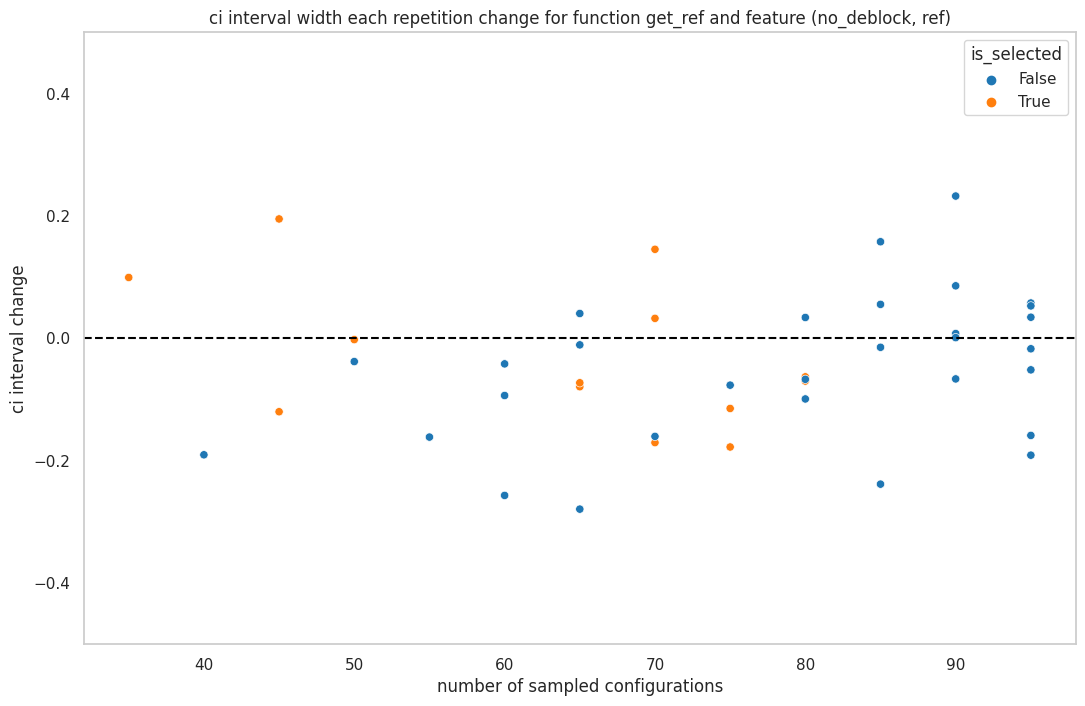 ci interval width each repetition change for function get_ref and feature (no_deblock, ref)
is_selected
False
True
ci interval change
0.4
0.2
0.0
−0.2
−0.4
40 50 60 70 80 90
number of sampled configurations